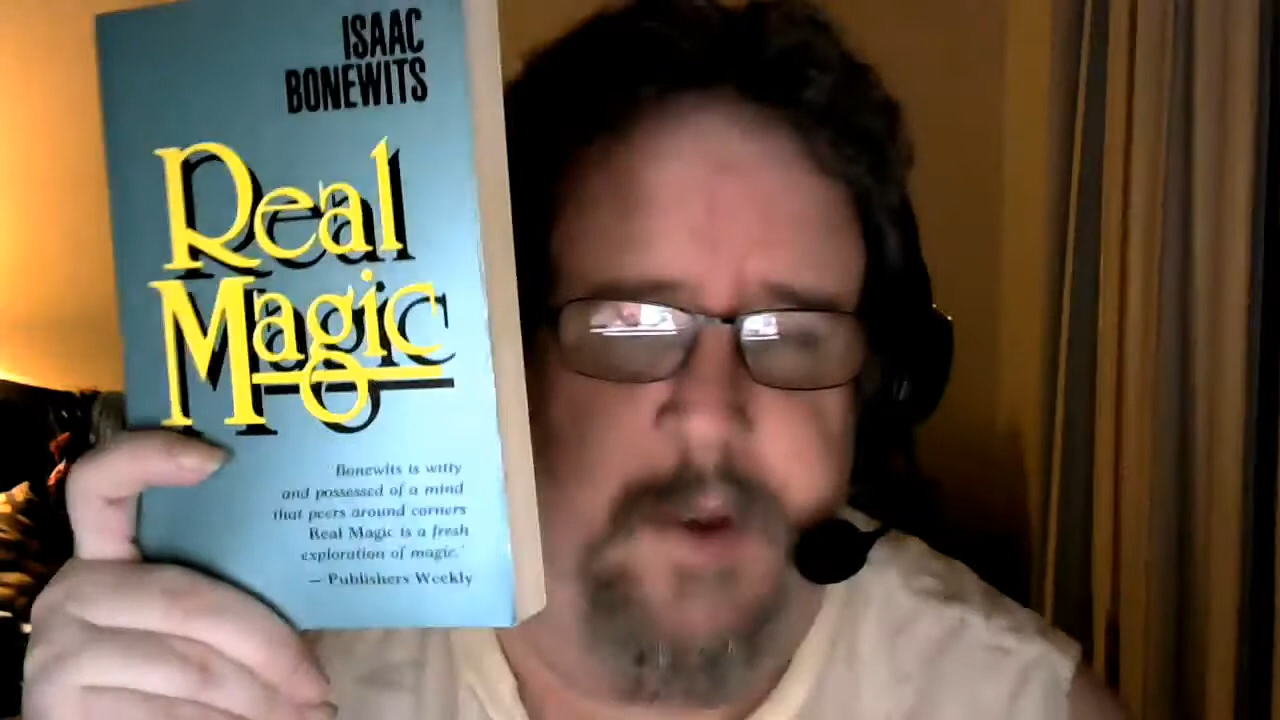 ISAAC
BONEWITS
Real
Magic
'Bonewits is witty
and possessed of a mind
that peers around corners
Real Magic is a fresh
exploration of magic.'
— Publishers Weekly